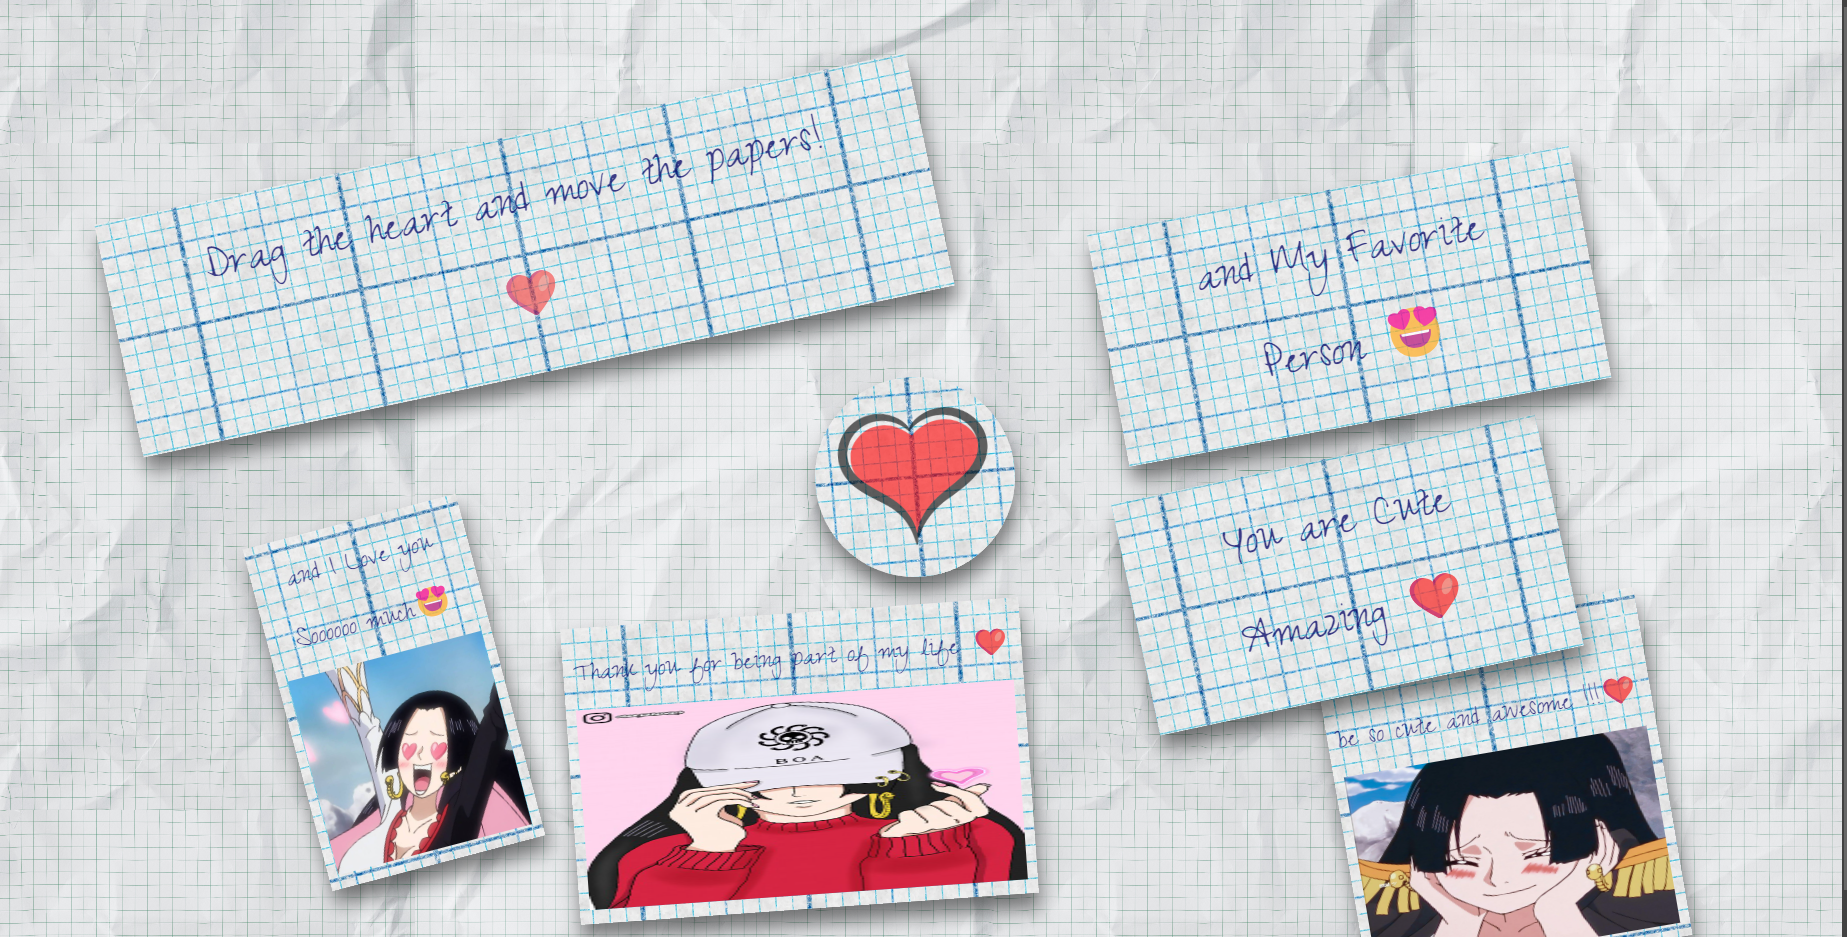 Drag the heart and move the papers!
and My Favorite
Person
You are Cute
Amazing
and I Love you
Soooooo much
Thank you for being part of my life
BOA
be so cute and awesome !!!